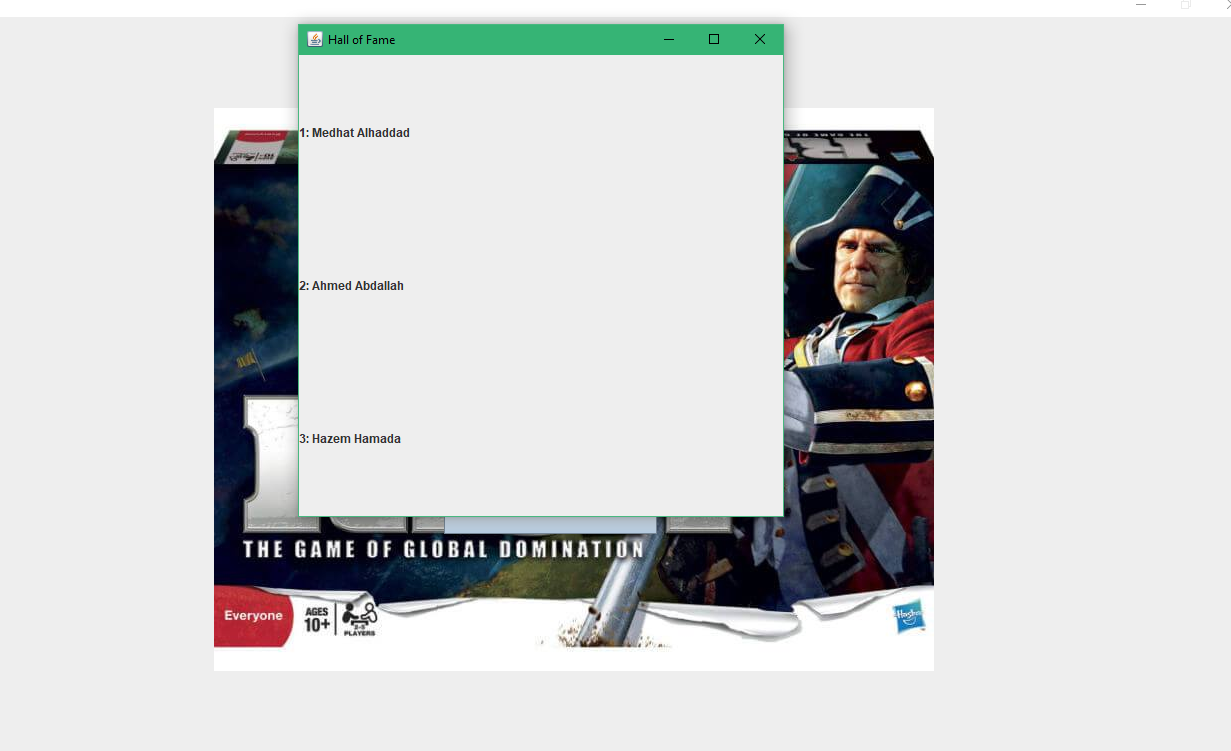 Hall of Fame
1: Medhat Alhaddad
2: Ahmed Abdallah
3: Hazem Hamada
THE GAME OF GLOBAL DOMINATION
Everyone
AGES
10+
2-5
PLAYERS
Hasbro